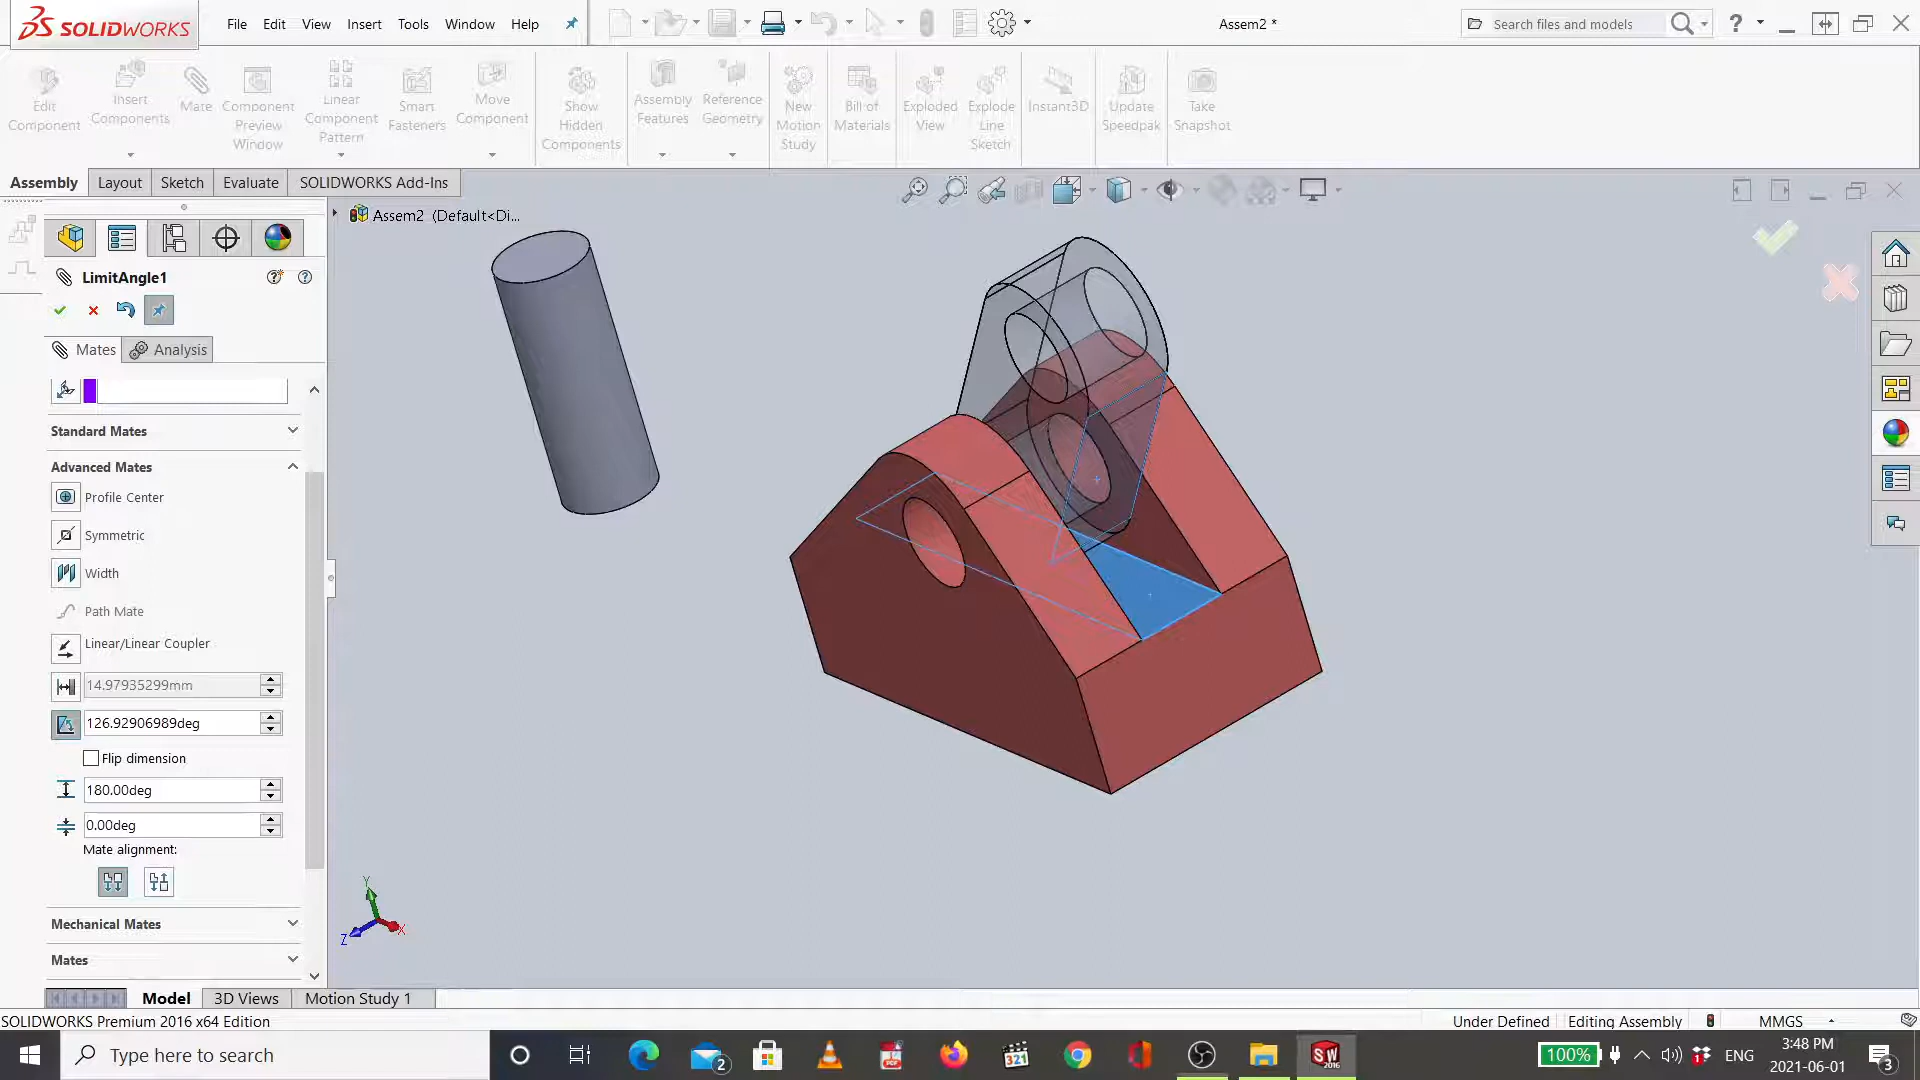 SOLIDWORKS
File Edit View Insert Tools Window Help
Assem2 *
Search files and models
Edit Component
Insert Components
Mate
Component Preview Window
Linear Component Pattern
Smart Fasteners
Move Component
Show Hidden Components
Assembly Features
Reference Geometry
New Motion Study
Bill of Materials
Exploded View
Explode Line Sketch
Instant3D
Update Speedpak
Take Snapshot
Assembly Layout Sketch Evaluate SOLIDWORKS Add-Ins
Assem2 (Default<Di...
LimitAngle1
Mates Analysis
Standard Mates
Advanced Mates
Profile Center
Symmetric
Width
Path Mate
Linear/Linear Coupler
14.97935299mm
126.92906989deg
Flip dimension
180.00deg
0.00deg
Mate alignment:
Mechanical Mates
Mates
Y
Z X
Model 3D Views Motion Study 1
SOLIDWORKS Premium 2016 x64 Edition
Under Defined Editing Assembly MMGS
Type here to search
2
321
SW 2016
100%
1
ENG
3:48 PM
2021-06-01
3